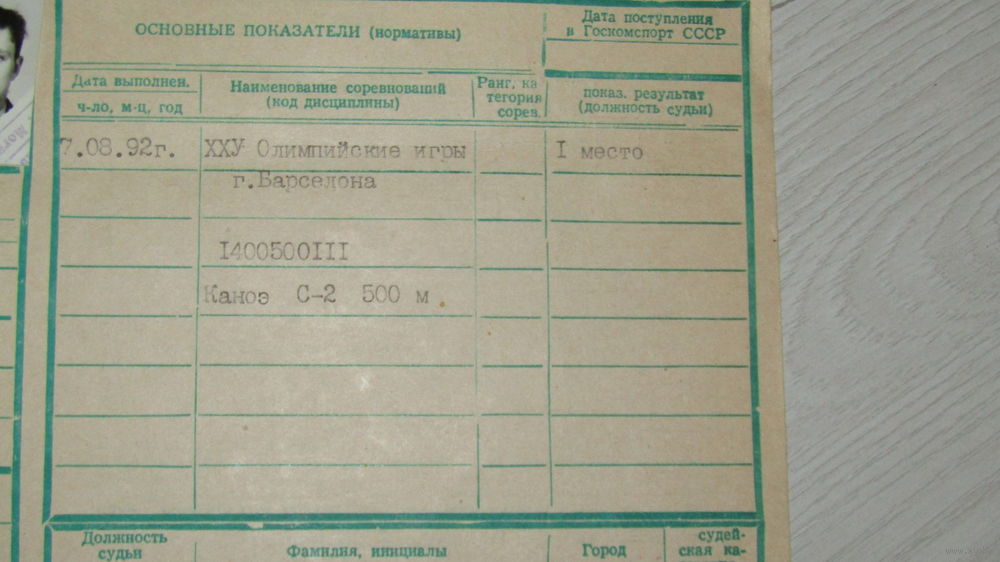 ОСНОВНЫЕ ПОКАЗАТЕЛИ (нормативы)
Дата поступления
в Госкомспорт СССР
Дата выполнен.
ч-ло, м-ц, год
Наименование соревнований
(код дисциплины)
Ранг, ка
тегория
сорев.
показ. результат
(должность судьи)
7.08.92г.
ХХУ Олимпийские игры
I место
г.Барселона
I400500III
Каноэ С-2 500 м
Должность
судьи
Фамилия, инициалы
Город
судей-
ская ка-